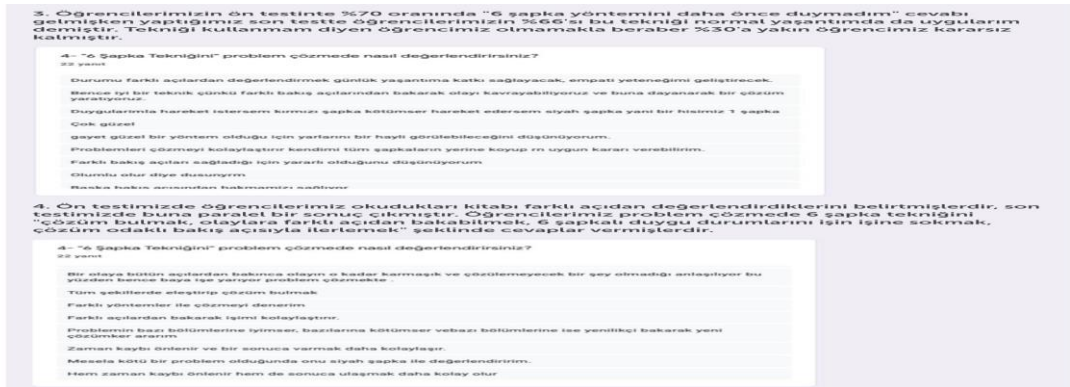 3. Öğrencilerimizin ön testinte %70 oranında "6 şapka yöntemini daha önce duymadım" cevabı
gelmişken yaptığımız son testte öğrencilerimizin %66'sı bu tekniği normal yaşantımda da uygularım
demiştir. Tekniği kullanmam diyen öğrencimiz olmamakla beraber %30'a yakın öğrencimiz kararsız
kalmıştır.
4- "6 Şapka Tekniğini" problem çözmede nasıl değerlendirirsiniz?
22 yanıt
Durumu farklı açılardan değerlendirmek günlük yaşantıma katkı sağlayacak, empati yeteneğimi geliştirecek.
Bence iyi bir teknik çünkü farklı bakış açılarından bakarak olayı kavrayabiliyoruz ve buna dayanarak bir çözüm
yaratıyoruz.
Duygularımla hareket istersem kırmızı şapka kötümser hareket edersem siyah şapka yani bir hisimiz 1 şapka
Çok güzel
gayet güzel bir yöntem olduğu için yarlarını bir hayli görülebileceğini düşünüyorum.
Problemleri çözmeyi kolaylaştırır kendimi tüm şapkaların yerine koyup rn uygun kararı verebilirim.
Farklı bakış açıları sağladığı için yararlı olduğunu düşünüyorum
Olumlu olur diye dusunyrm
Başka bakış açısından bakmamızı sağlıyor
4. Ön testimizde öğrencilerimiz okudukları kitabı farklı açıdan değerlendirdiklerini belirtmişlerdir, son
testimizde buna paralel bir sonuç çıkmıştır. Öğrencilerimiz problem çözmede 6 şapka tekniğini
"çözüm bulmak, olaylara farklı açıdan bakabilmek, 6 şapkalı duygu durumlarını işin işine sokmak,
çözüm odaklı bakış açısıyla ilerlemek" şeklinde cevaplar vermişlerdir.
4- "6 Şapka Tekniğini" problem çözmede nasıl değerlendirirsiniz?
22 yanıt
Bir olaya bütün açılardan bakınca olayın o kadar karmaşık ve çözülemeyecek bir şey olmadığı anlaşılıyor bu
yüzden bence baya işe yarıyor problem çözmekte .
Tüm şekillerde eleştirip çözüm bulmak
Farklı yöntemler ile çözmeyi denerim
Farklı açılardan bakarak işimi kolaylaştırır.
Problemin bazı bölümlerine iyimser, bazılarına kötümser vebazı bölümlerine ise yenilikçi bakarak yeni
çözümker ararım
Zaman kaybı önlenir ve bir sonuca varmak daha kolaylaşır.
Mesela kötü bir problem olduğunda onu siyah şapka ile değerlendiririm.
Hem zaman kaybı önlenir hem de sonuca ulaşmak daha kolay olur